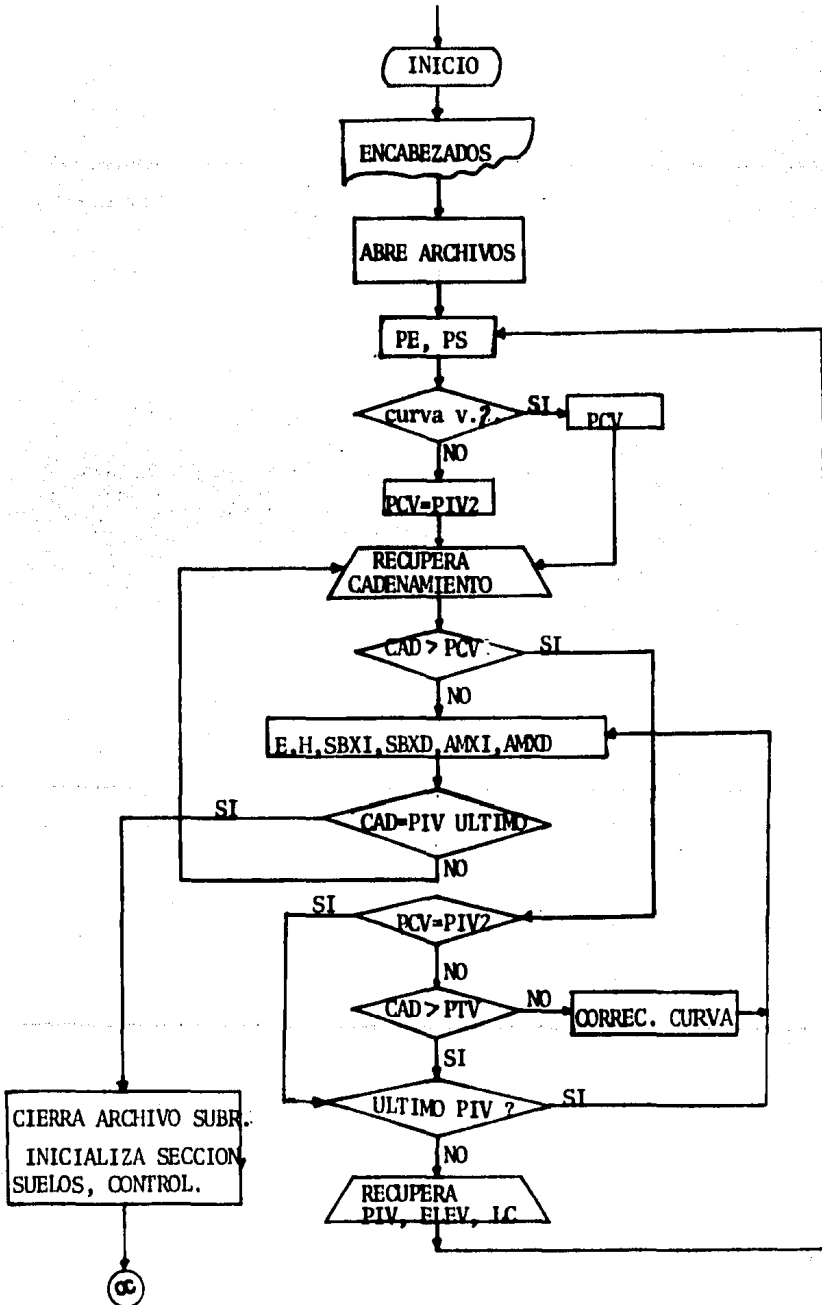 INICIO
ENCABEZADOS
ABRE ARCHIVOS
PE, PS
curva v.?
SI
PCV
NO
PCV=PIV2
RECUPERA
CADENAMIENTO
CAD > PCV
SI
NO
E,H,SBXI,SBXD,AMXI,AMXD
SI
CAD=PIV ULTIMO
NO
SI
PCV=PIV2
NO
CAD>PTV
NO
CORREC. CURVA
SI
ULTIMO PIV ?
SI
CIERRA ARCHIVO SUBR.
INICIALIZA SECCION,
SUELOS, CONTROL.
NO
RECUPERA
PIV, ELEV, LC